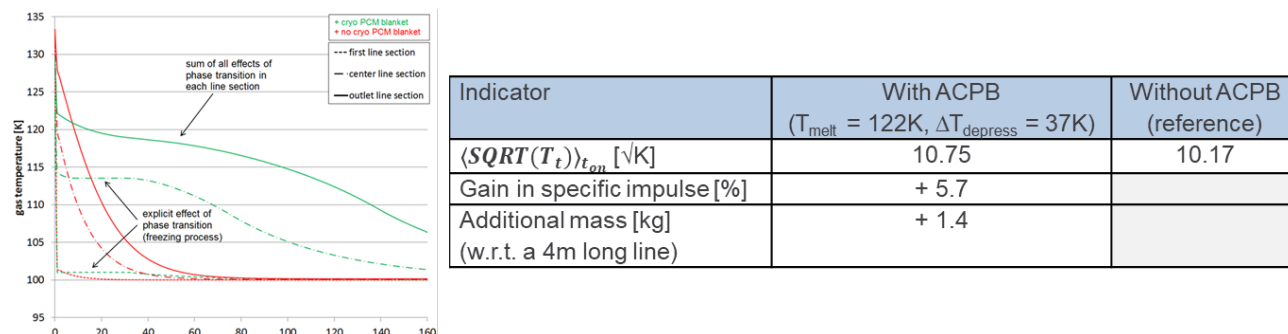 135
130
125
120
115
110
105
100
95
gas temperature [K]
+ cryo PCM blanket
+ no cryo PCM blanket
first line section
center line section
outlet line section
sum of all effects of
phase transition in
each line section
explicit effect of
phase transition
(freezing process)
0 20 40 60 80 100 120 140 160
Indicator With ACPB Without ACPB
(T_melt = 122K, ΔT_depress = 37K) (reference)
⟨SQRT(T_t)⟩_t_on [√K] 10.75 10.17
Gain in specific impulse [%] + 5.7
Additional mass [kg] + 1.4
(w.r.t. a 4m long line)